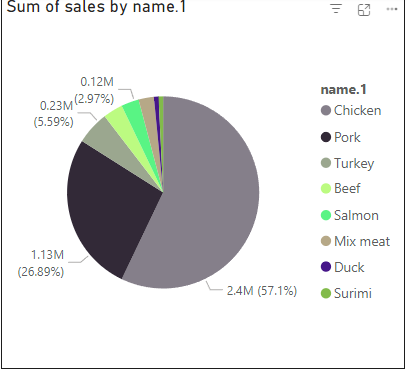 Sum of sales by name.1
0.12M
(2.97%)
0.23M
(5.59%)
1.13M
(26.89%)
2.4M (57.1%)
name.1
Chicken
Pork
Turkey
Beef
Salmon
Mix meat
Duck
Surimi